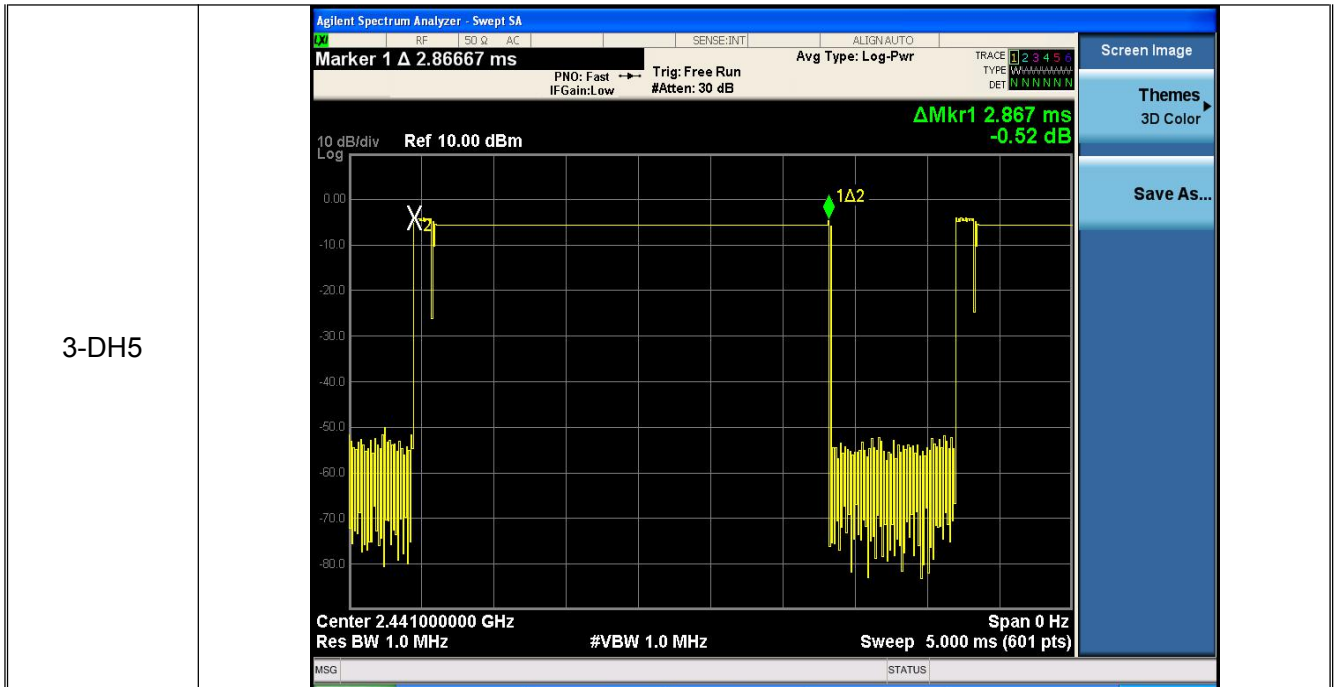 3-DH5
Agilent Spectrum Analyzer - Swept SA
LXI RF 50 Ω AC SENSE:INT ALIGN AUTO
Marker 1 Δ 2.86667 ms
PNO: Fast
IFGain:Low
Trig: Free Run
#Atten: 30 dB
Avg Type: Log-Pwr
TRACE 1 2 3 4 5 6
TYPE WWWWWW
DET N N N N N N
ΔMkr1 2.867 ms
-0.52 dB
10 dB/div Ref 10.00 dBm
Log
0.00
-10.0
-20.0
-30.0
-40.0
-50.0
-60.0
-70.0
-80.0
X2
1Δ2
Center 2.441000000 GHz Span 0 Hz
Res BW 1.0 MHz #VBW 1.0 MHz Sweep 5.000 ms (601 pts)
MSG STATUS
Screen Image
Themes
3D Color
Save As...